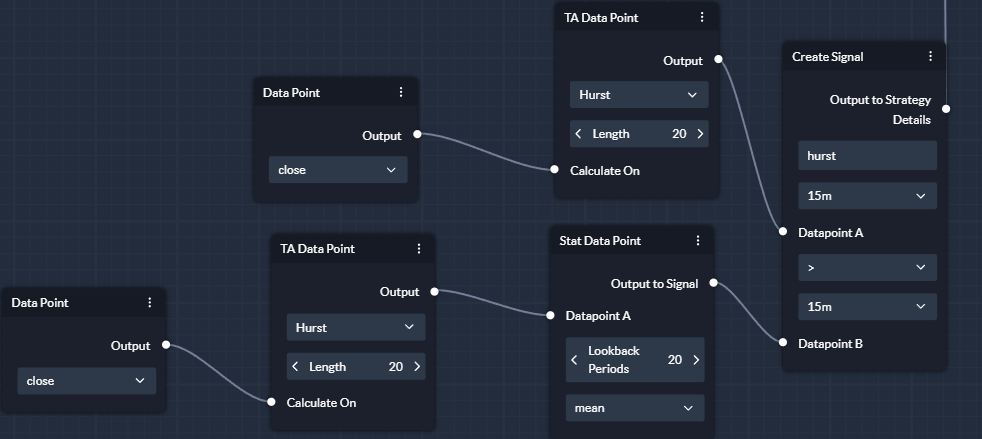 TA Data Point
Output
Hurst
Length 20
Calculate On
Data Point
Output
close
Create Signal
Output to Strategy
Details
hurst
15m
Datapoint A
>
15m
Datapoint B
TA Data Point
Output
Hurst
Length 20
Calculate On
Stat Data Point
Output to Signal
Datapoint A
Lookback
Periods 20
mean
Data Point
Output
close